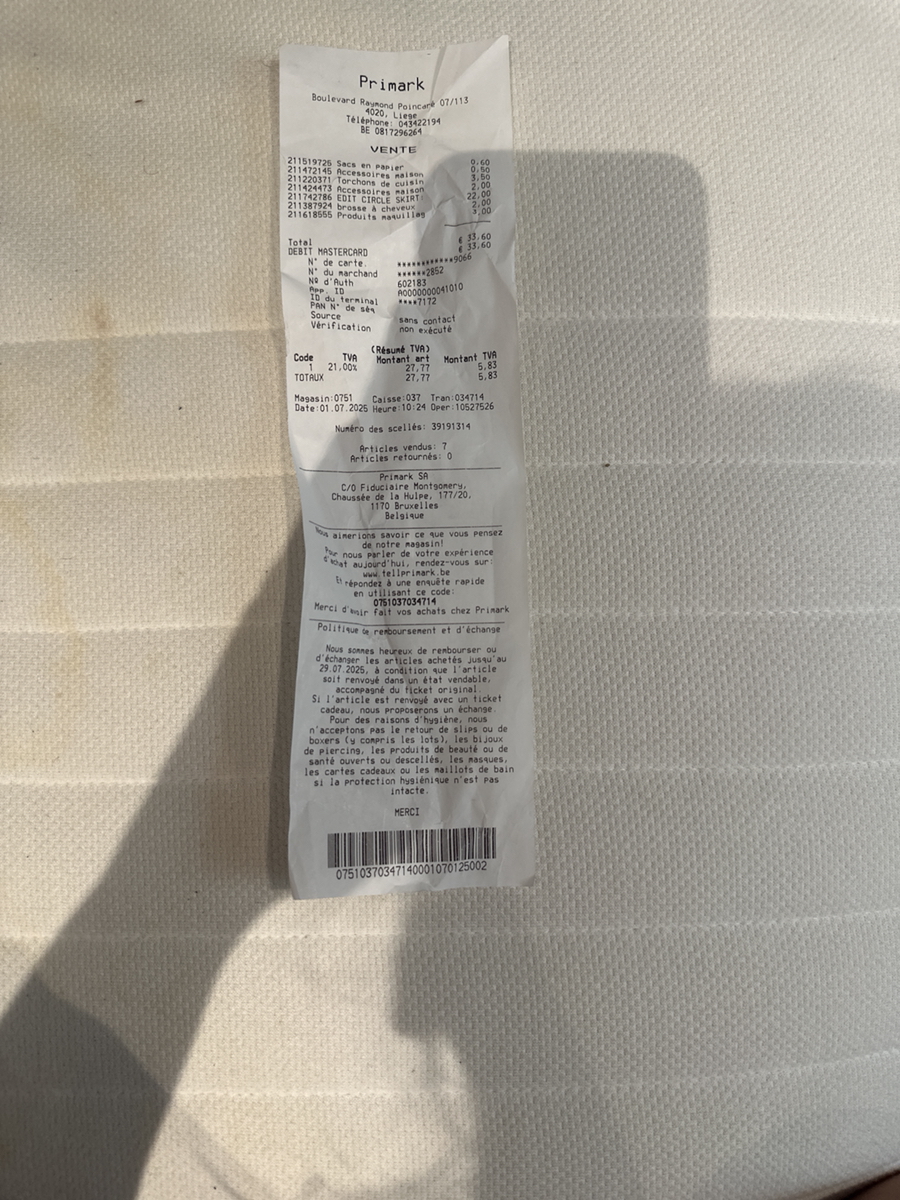 Primark
Boulevard Raymond Poincaré 07/113
4020, Liege
Téléphone: 043422194
BE 0817296264
VENTE
211519726 Sacs en papier 0,60
211472145 Accessoires maison 0,50
211220371 Torchons de cuisin 3,50
211424473 Accessoires maison 2,00
211742786 EDIT CIRCLE SKIRT 22,00
211387924 brosse à cheveux 2,00
211618555 Produits maquillag 3,00
Total € 33,60
DEBIT MASTERCARD € 33,60
N° de carte. ************9066
N° du marchand ******2852
Nº d'Auth 602183
App. ID A0000000041010
ID du terminal ****7172
PAN N° de séq
Source sans contact
Vérification non exécuté
(Résumé TVA)
Code TVA Montant art Montant TVA
1 21,00% 27,77 5,83
TOTAUX 27,77 5,83
Magasin:0751 Caisse:037 Tran:034714
Date:01.07.2025 Heure:10:24 Oper:10527526
Numéro des scellés: 39191314
Articles vendus: 7
Articles retournés: 0
Primark SA
C/O Fiduciaire Montgomery,
Chaussée de la Hulpe, 177/20,
1170 Bruxelles
Belgique
Nous aimerions savoir ce que vous pensez
de notre magasin!
Pour nous parler de votre expérience
d'achat aujourd'hui, rendez-vous sur:
www.tellprimark.be
Et répondez à une enquête rapide
en utilisant ce code:
0751037034714
Merci d'avoir fait vos achats chez Primark
Politique de remboursement et d'échange
Nous sommes heureux de rembourser ou
d'échanger les articles achetés jusqu'au
29.07.2025, à condition que l'article
soit renvoyé dans un état vendable,
accompagné du ticket original.
Si l'article est renvoyé avec un ticket
cadeau, nous proposerons un échange.
Pour des raisons d'hygiène, nous
n'acceptons pas le retour de slips ou de
boxers (y compris les lots), les bijoux
de piercing, les produits de beauté ou de
santé ouverts ou descellés, les masques,
les cartes cadeaux ou les maillots de bain
si la protection hygiénique n'est pas
intacte.
MERCI
07510370347140001070125002